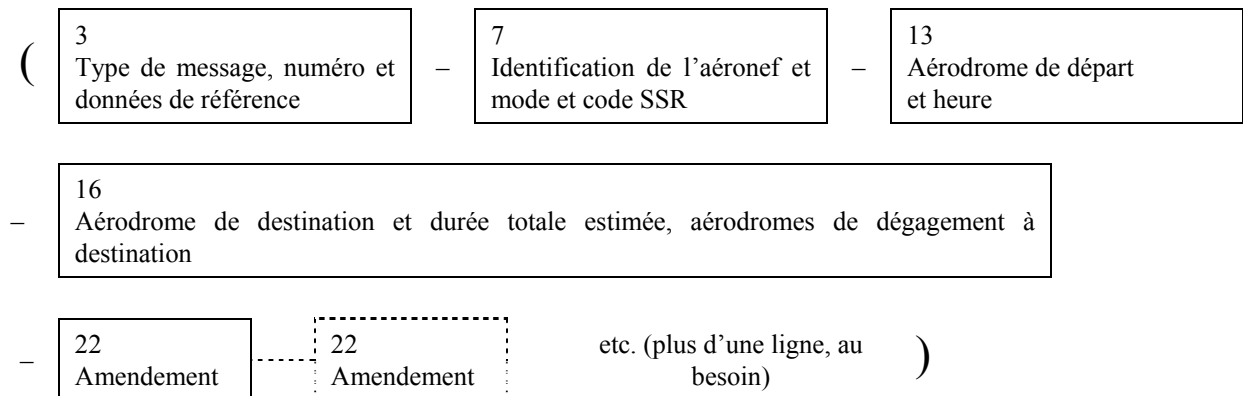 ( 3 7 13
Type de message, numéro et – Identification de l’aéronef et – Aérodrome de départ
données de référence mode et code SSR et heure
16
– Aérodrome de destination et durée totale estimée, aérodromes de dégagement à
destination
– 22 22 etc. (plus d’une ligne, au )
Amendement Amendement besoin)